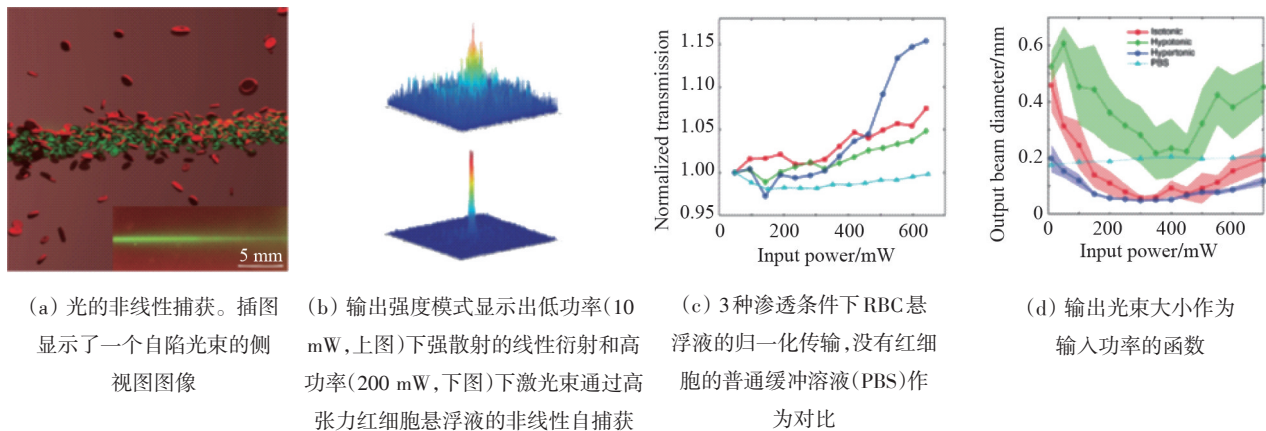 5 mm
Normalized transmission
1.15
1.10
1.05
1.00
0.95
200
400
600
Input power/mW
Output beam diameter/mm
0.6
0.4
0.2
0
0
200
400
600
Input power/mW
Isotonic
Hypotonic
Hypertonic
PBS
(a) 光的非线性捕获。插图
显示了一个自陷光束的侧
视图图像
(b) 输出强度模式显示出低功率(10
mW,上图)下强散射的线性衍射和高
功率(200 mW,下图)下激光束通过高
张力红细胞悬浮液的非线性自捕获
(c) 3种渗透条件下RBC悬
浮液的归一化传输,没有红细
胞的普通缓冲溶液(PBS)作
为对比
(d) 输出光束大小作为
输入功率的函数